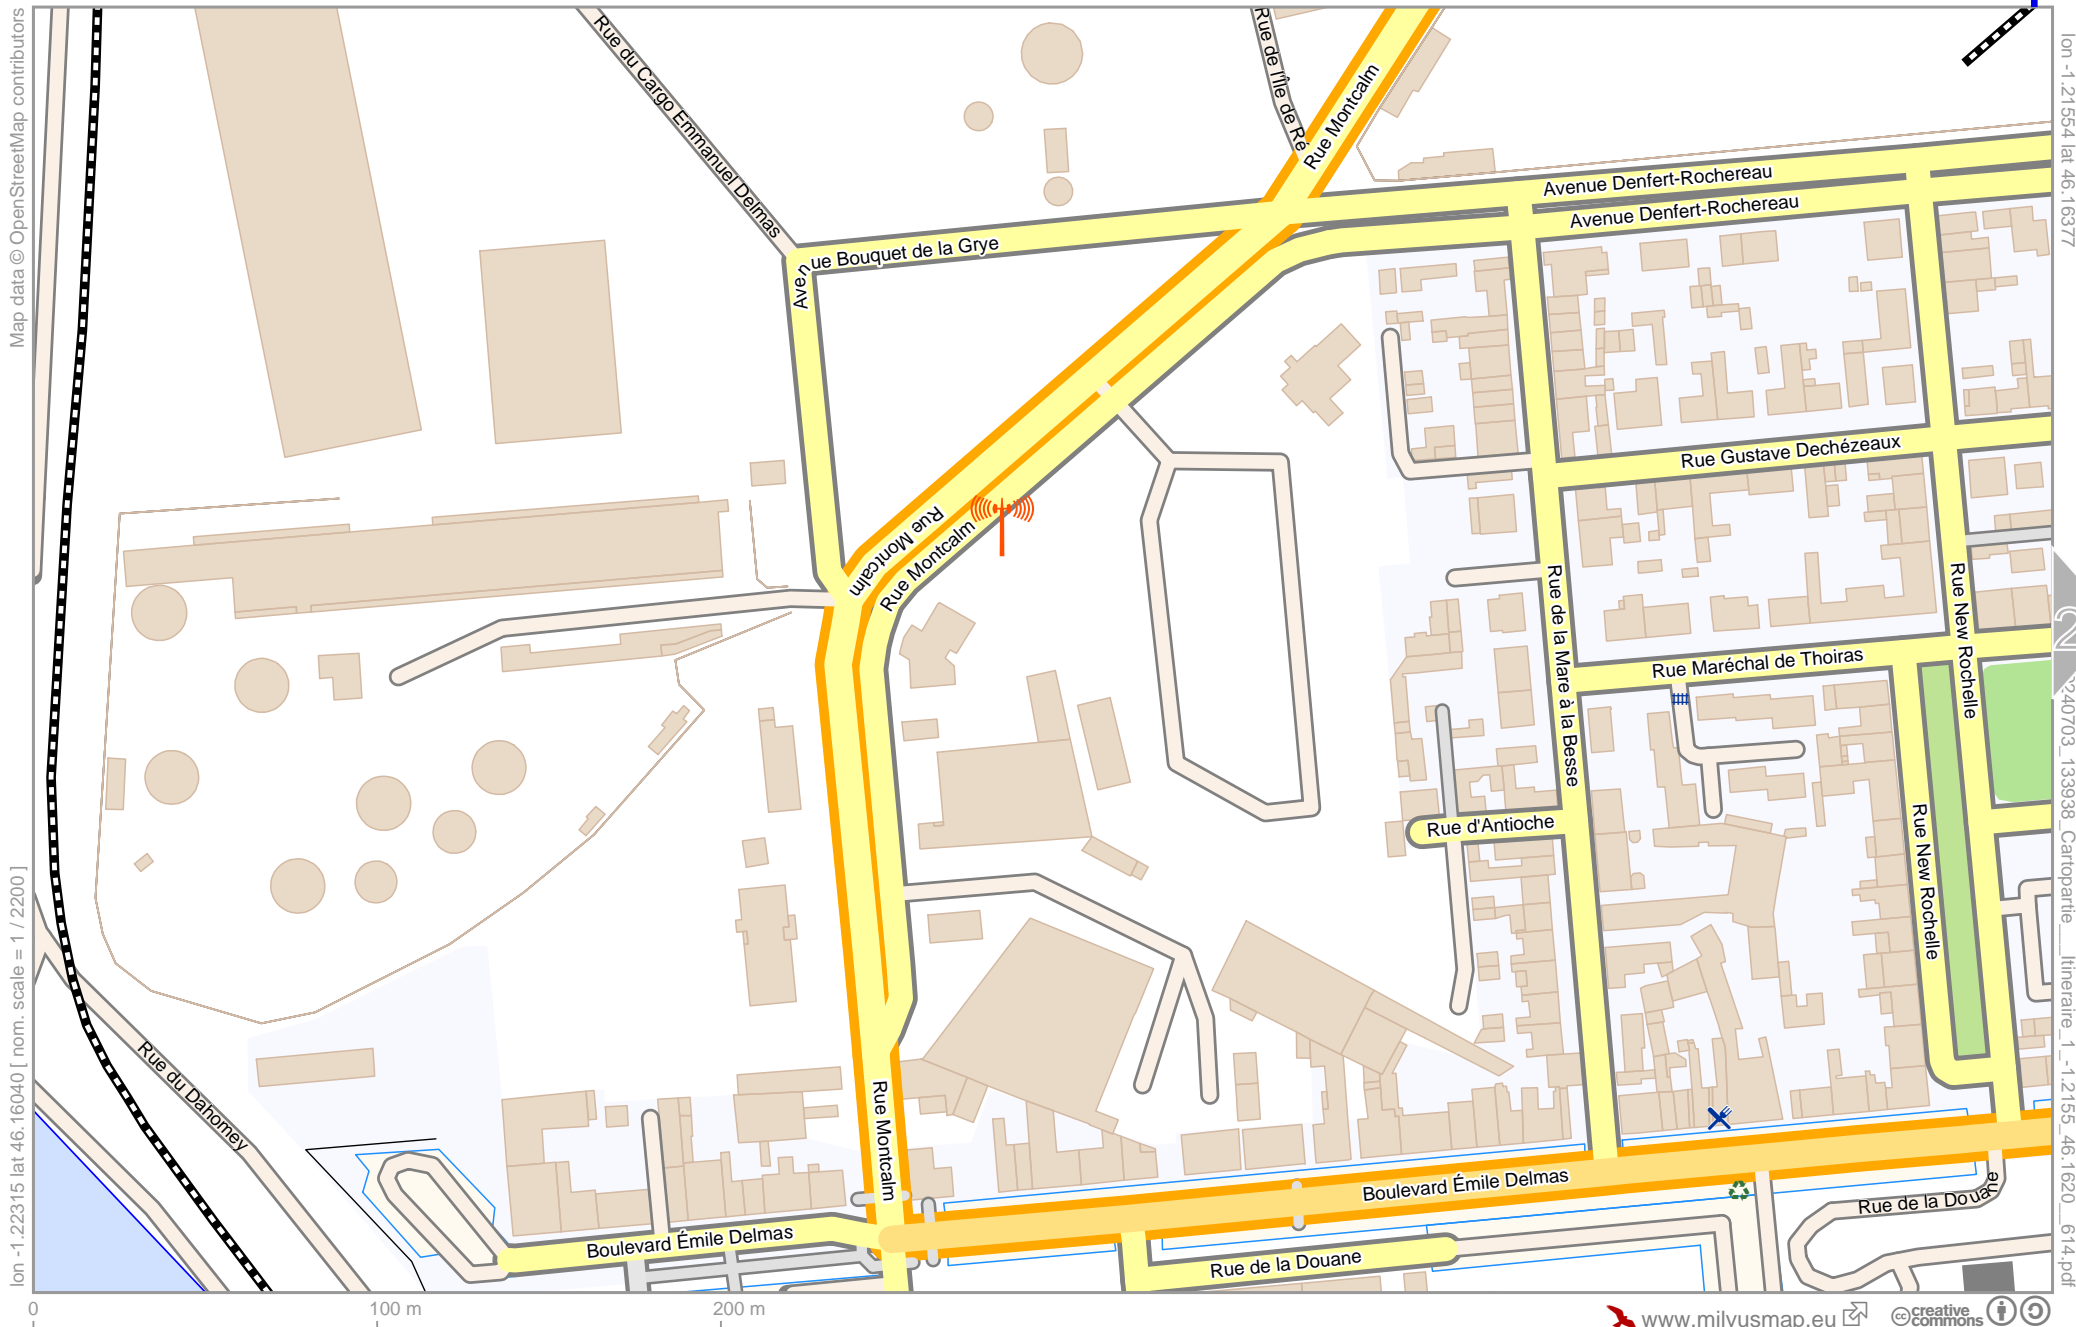 Map data © OpenStreetMap contributors
lon -1.22315 lat 46.16040 [ nom. scale = 1 / 2200 ]
lon -1.21554 lat 46.16377
2
240703_133938_Cartopartie___Itineraire_1_-1.2155_46.1620__614.pdf
Rue du Cargo Emmanuel Delmas
Rue de l'Île de Ré
Rue Montcalm
Avenue Denfert-Rochereau
Avenue Denfert-Rochereau
Avenue Bouquet de la Grye
Rue Gustave Dechézeaux
Rue Montcalm
Rue Montcalm
Rue de la Mare à la Besse
Rue New Rochelle
Rue Maréchal de Thoiras
Rue d'Antioche
Rue New Rochelle
Rue du Dahomey
Rue Montcalm
Boulevard Émile Delmas
Rue de la Douane
Boulevard Émile Delmas
Rue de la Douane
0
100 m
200 m
www.milvusmap.eu
cc creative commons